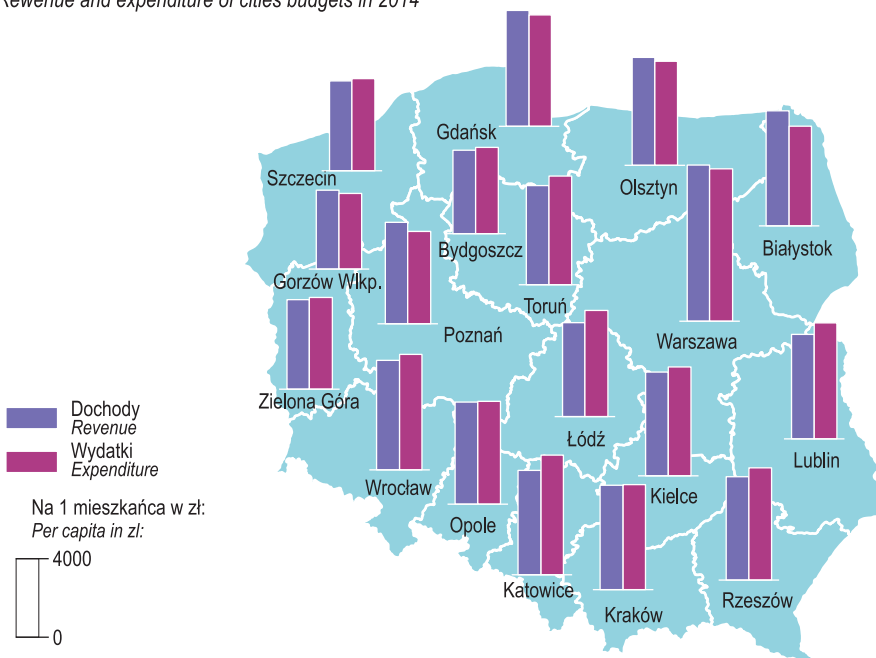 Rewenue and expenditure of cities budgets in 2014
Gdańsk
Szczecin
Olsztyn
Białystok
Bydgoszcz
Gorzów Wlkp.
Toruń
Poznań
Warszawa
Zielona Góra
Łódź
Lublin
Wrocław
Kielce
Opole
Katowice
Kraków
Rzeszów
Dochody
Revenue
Wydatki
Expenditure
Na 1 mieszkańca w zł:
Per capita in zl:
4000
0